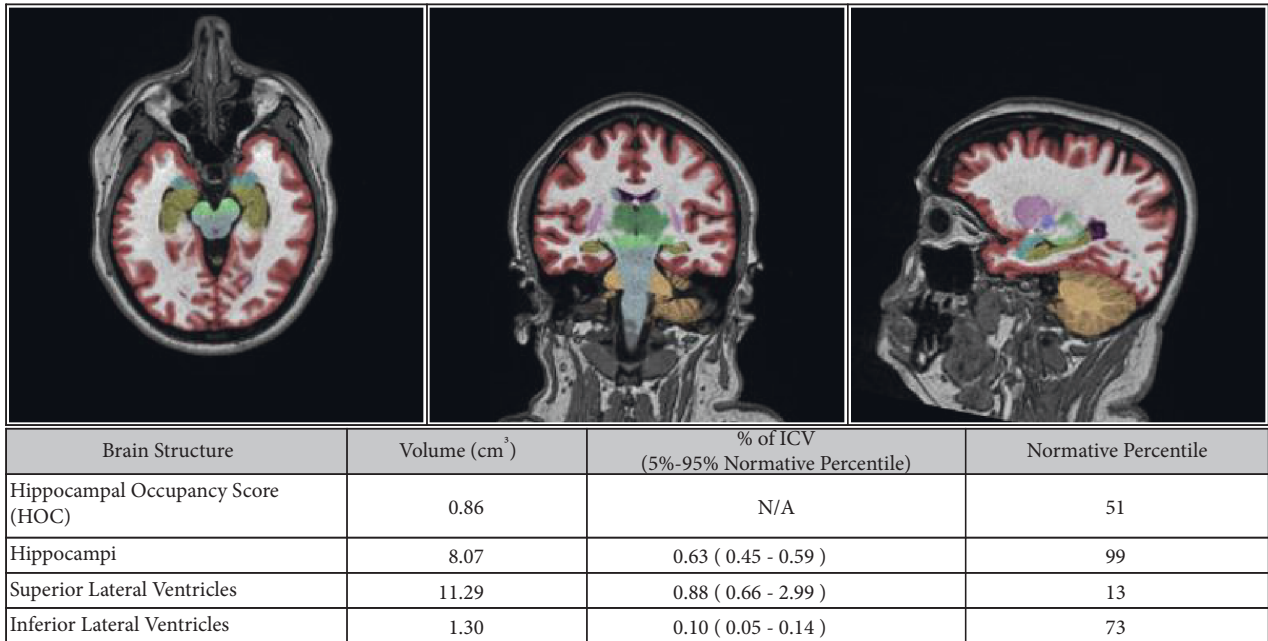 Brain Structure
Volume (cm³)
% of ICV
(5%-95% Normative Percentile)
Normative Percentile
Hippocampal Occupancy Score
(HOC)
0.86
N/A
51
Hippocampi
8.07
0.63 ( 0.45 - 0.59 )
99
Superior Lateral Ventricles
11.29
0.88 ( 0.66 - 2.99 )
13
Inferior Lateral Ventricles
1.30
0.10 ( 0.05 - 0.14 )
73